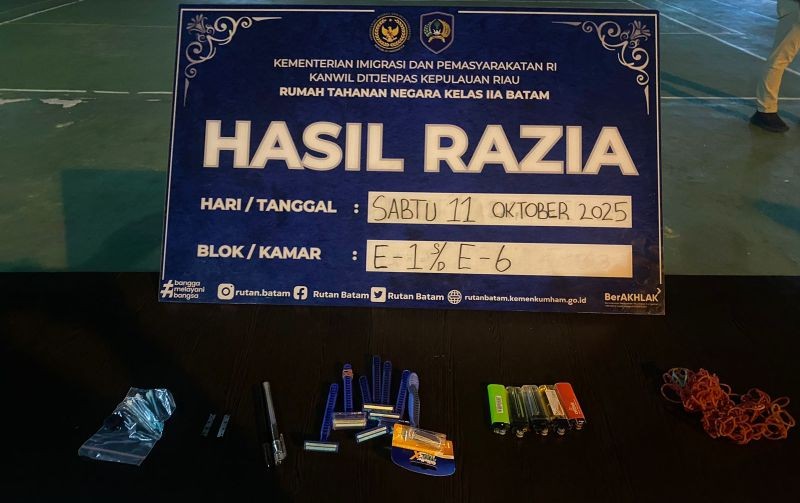 KEMENTERIAN IMIGRASI DAN PEMASYARAKATAN RI
KANWIL DITJENPAS KEPULAUAN RIAU
RUMAH TAHANAN NEGARA KELAS IIA BATAM
HASIL RAZIA
HARI / TANGGAL : SABTU 11 OKTOBER 2025
BLOK / KAMAR : E-1 S/D E-6
#bangga melayani bangsa
rutan.batam Rutan Batam Rutan Batam rutanbatam.kemenkumham.go.id
BerAKHLAK